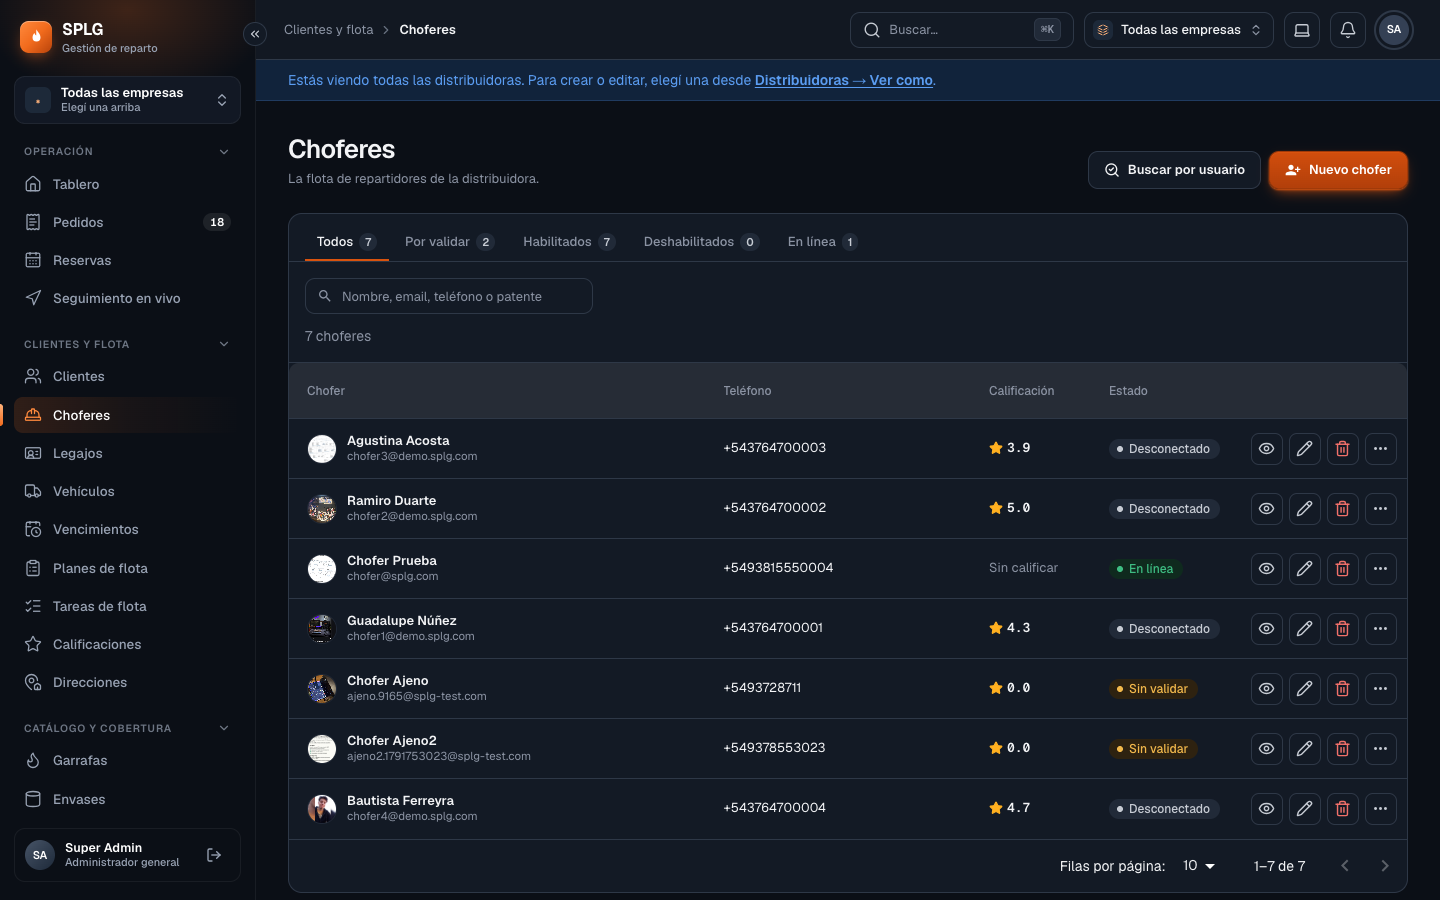 SPLG
Gestión de reparto
Todas las empresas
Elegí una arriba
OPERACIÓN
Tablero
Pedidos 18
Reservas
Seguimiento en vivo
CLIENTES Y FLOTA
Clientes
Choferes
Legajos
Vehículos
Vencimientos
Planes de flota
Tareas de flota
Calificaciones
Direcciones
CATÁLOGO Y COBERTURA
Garrafas
Envases
SA Super Admin
Administrador general
Clientes y flota > Choferes
Buscar... ⌘K
Todas las empresas
SA
Estás viendo todas las distribuidoras. Para crear o editar, elegí una desde Distribuidoras → Ver como.
Choferes
La flota de repartidores de la distribuidora.
Buscar por usuario
Nuevo chofer
Todos 7 Por validar 2 Habilitados 7 Deshabilitados 0 En línea 1
Nombre, email, teléfono o patente
7 choferes
Chofer Teléfono Calificación Estado
Agustina Acosta
chofer3@demo.splg.com
+543764700003 3.9 Desconectado
Ramiro Duarte
chofer2@demo.splg.com
+543764700002 5.0 Desconectado
Chofer Prueba
chofer@splg.com
+5493815550004 Sin calificar En línea
Guadalupe Núñez
chofer1@demo.splg.com
+543764700001 4.3 Desconectado
Chofer Ajeno
ajeno.9165@splg-test.com
+5493728711 0.0 Sin validar
Chofer Ajeno2
ajeno2.1791753023@splg-test.com
+549378553023 0.0 Sin validar
Bautista Ferreyra
chofer4@demo.splg.com
+543764700004 4.7 Desconectado
Filas por página: 10 1–7 de 7